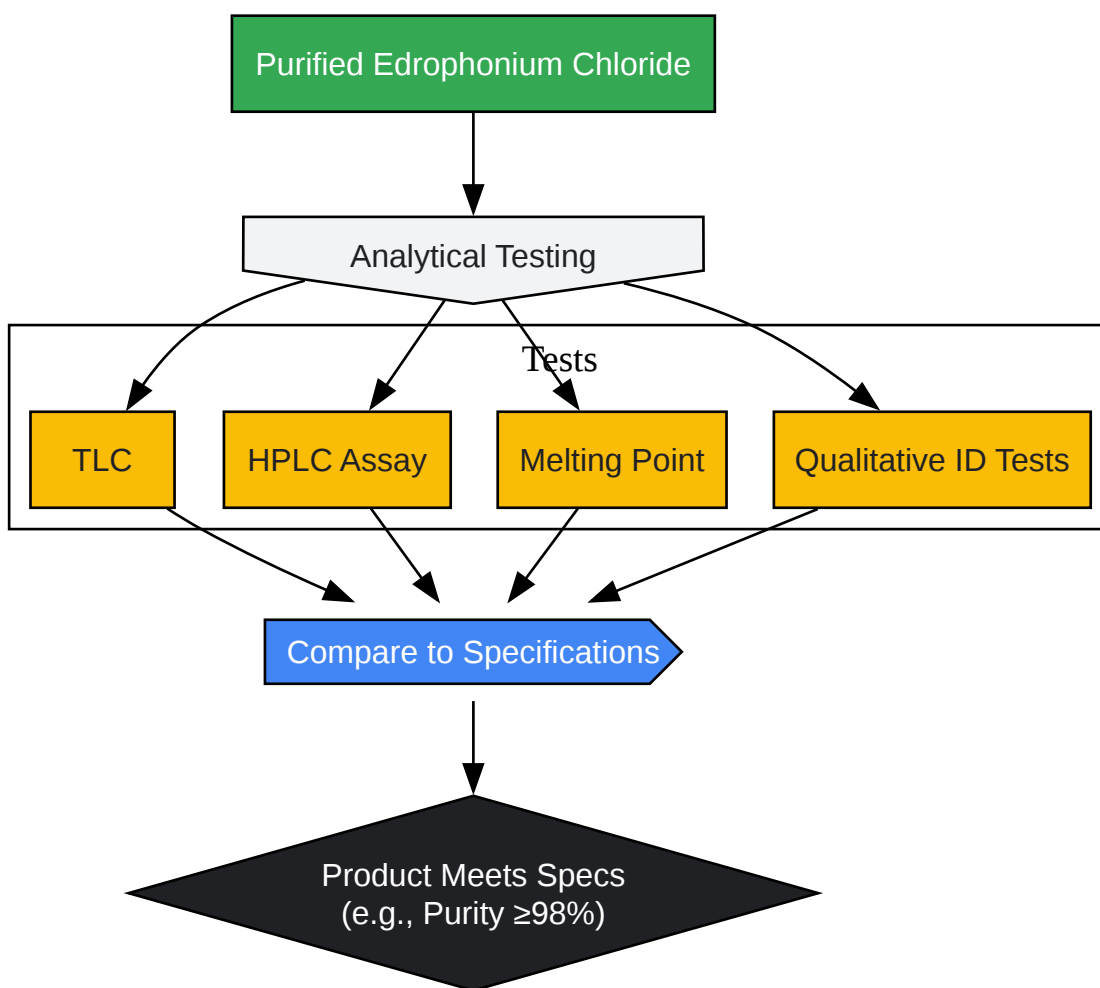 Purified Edrophonium Chloride
Analytical Testing
Tests
TLC
HPLC Assay
Melting Point
Qualitative ID Tests
Compare to Specifications
Product Meets Specs
(e.g., Purity ≥98%)